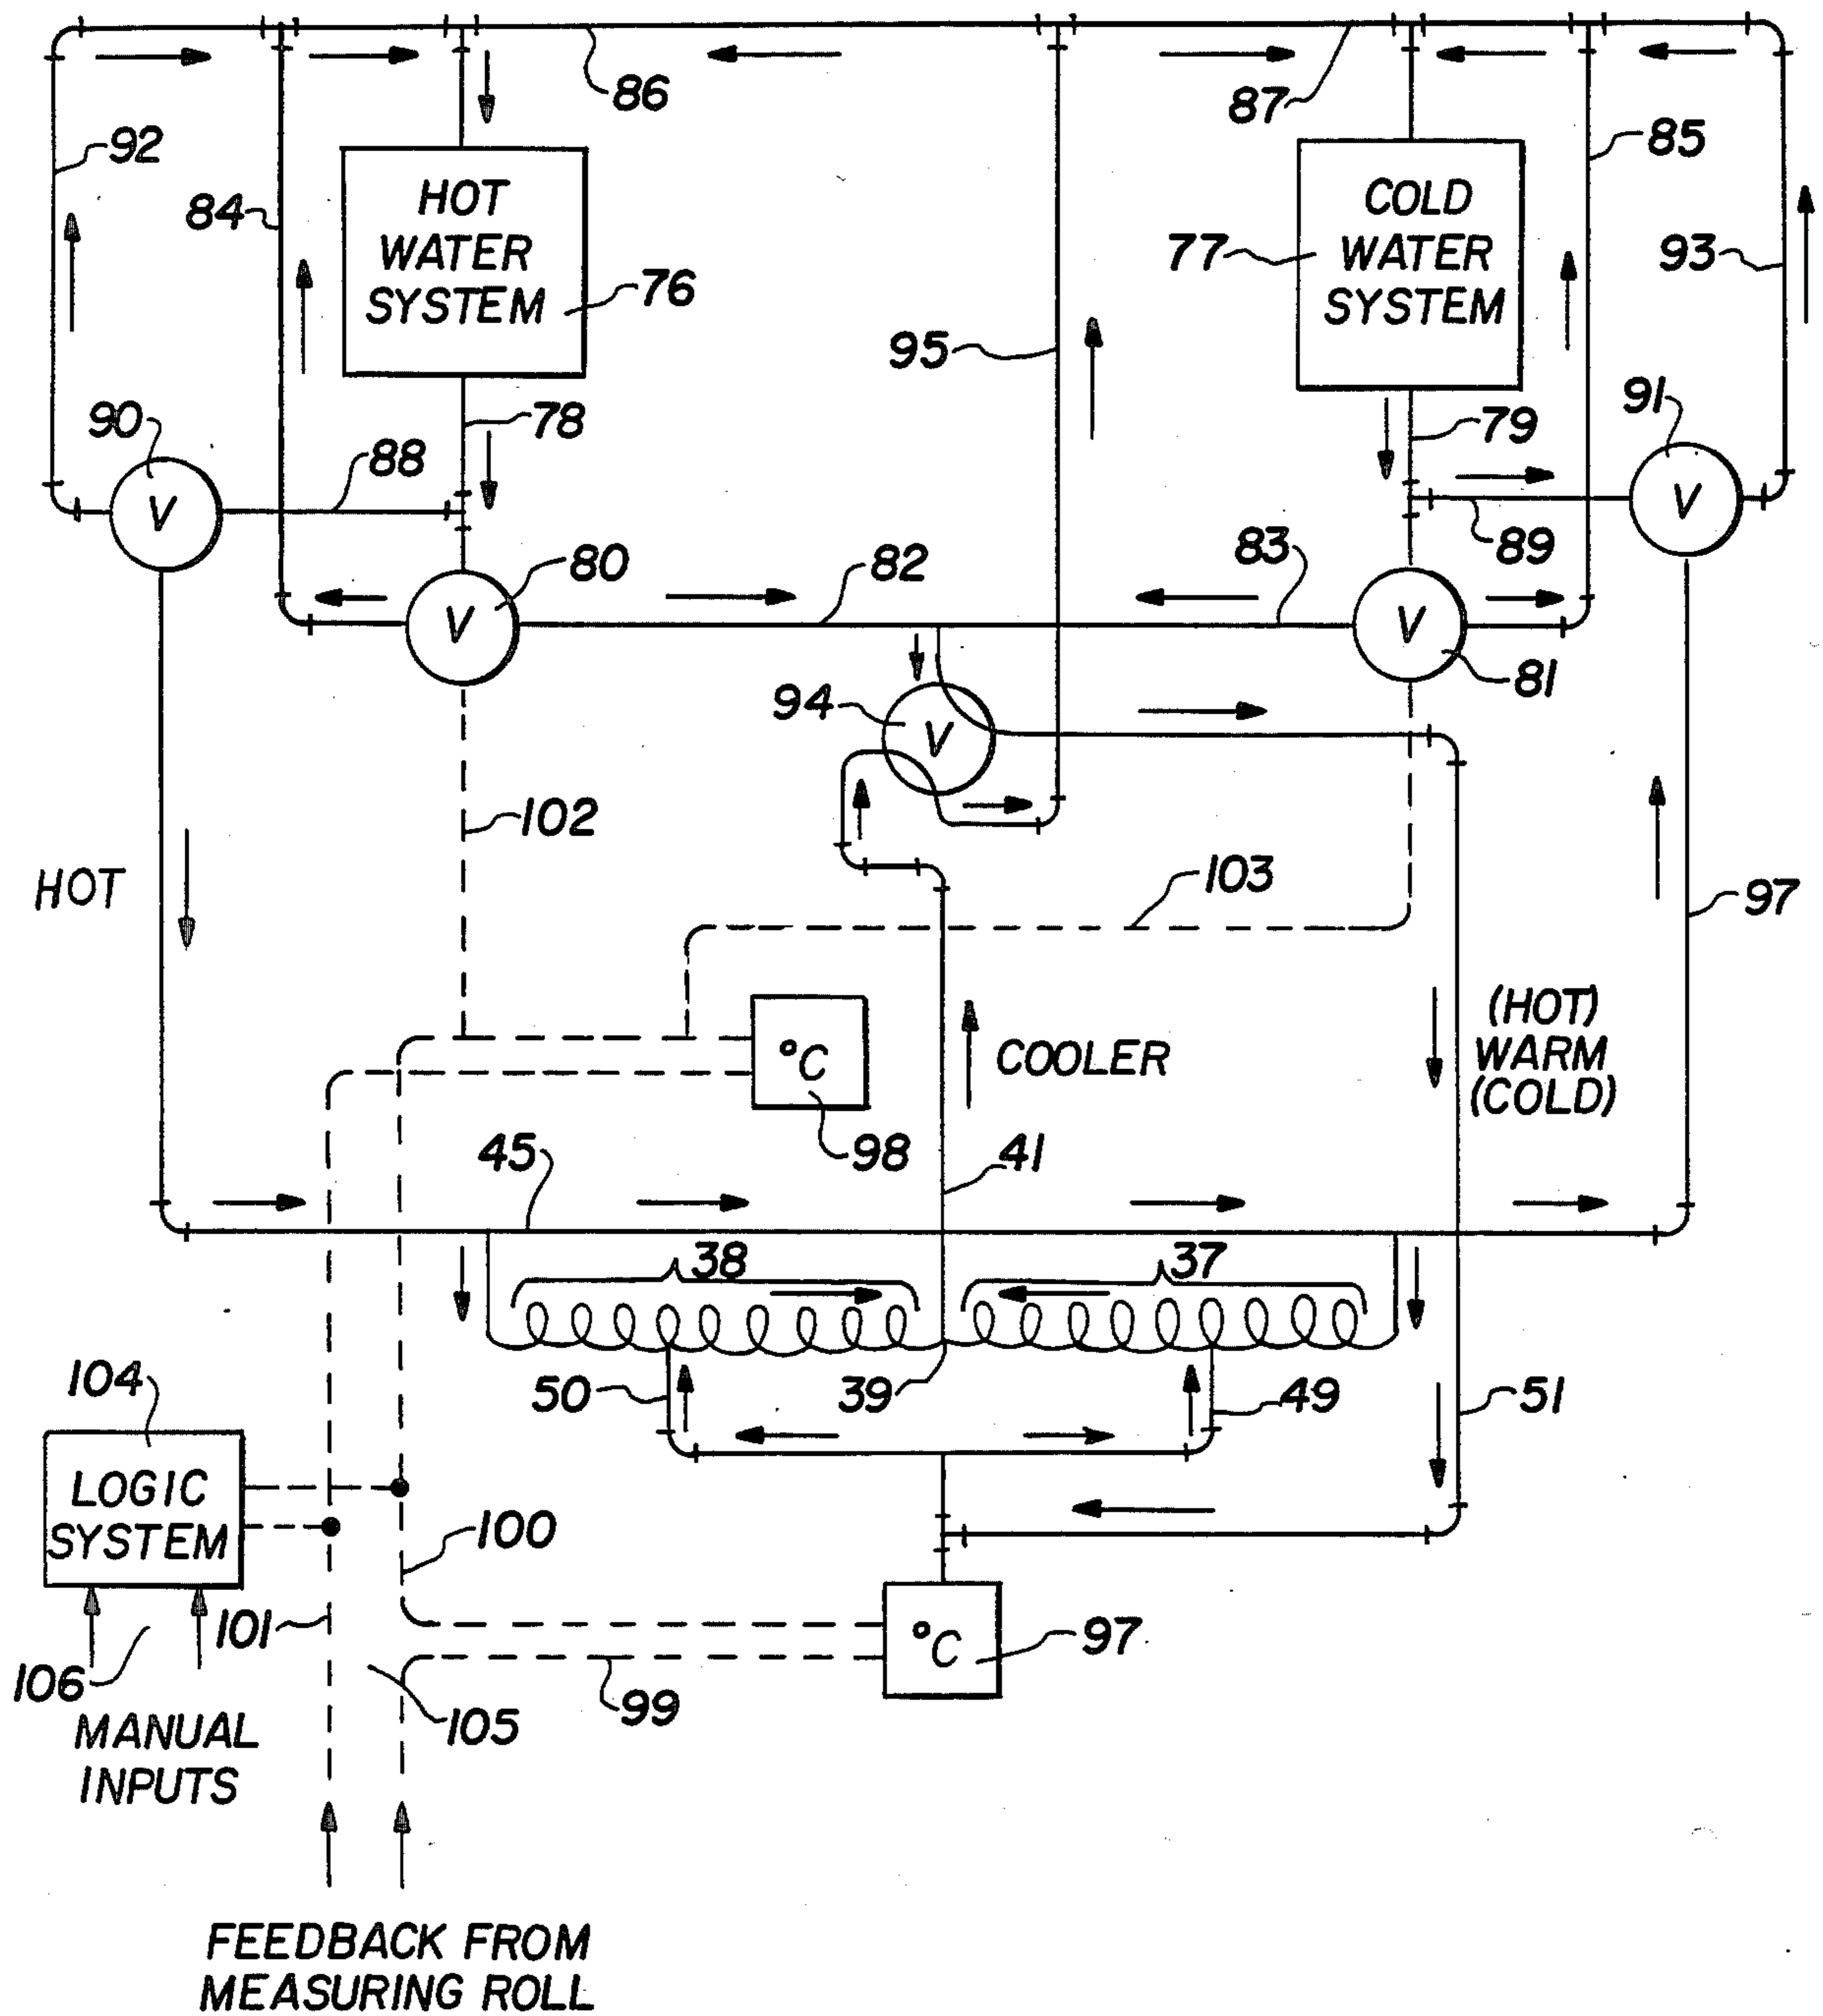 86
87
92
85
84
HOT
WATER
SYSTEM
76
COLD
WATER
SYSTEM
77
93
95
90
78
88
79
91
89
80
82
83
V
V
V
V
81
94
V
102
HOT
103
97
(HOT)
WARM
(COLD)
°C
COOLER
98
45
41
38
37
104
50
39
49
51
LOGIC
SYSTEM
100
101
°C
97
106
105
99
MANUAL
INPUTS
FEEDBACK FROM
MEASURING ROLL